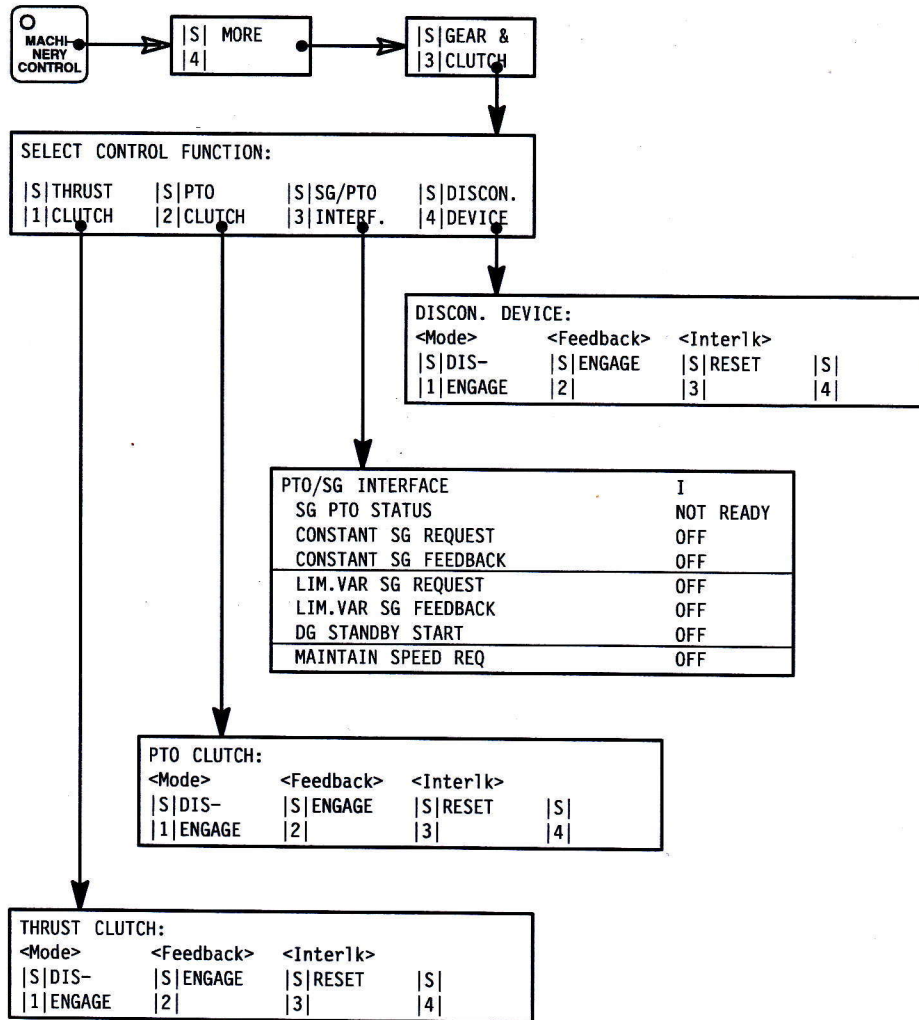 MACHI-
NERY
CONTROL
|S| MORE
|4|
|S|GEAR &
|3|CLUTCH
SELECT CONTROL FUNCTION:
|S|THRUST |S|PTO |S|SG/PTO |S|DISCON.
|1|CLUTCH |2|CLUTCH |3|INTERF. |4|DEVICE
DISCON. DEVICE:
<Mode> <Feedback> <Interlk>
|S|DIS- |S|ENGAGE |S|RESET |S|
|1|ENGAGE |2| |3| |4|
PTO/SG INTERFACE I
SG PTO STATUS NOT READY
CONSTANT SG REQUEST OFF
CONSTANT SG FEEDBACK OFF
LIM.VAR SG REQUEST OFF
LIM.VAR SG FEEDBACK OFF
DG STANDBY START OFF
MAINTAIN SPEED REQ OFF
PTO CLUTCH:
<Mode> <Feedback> <Interlk>
|S|DIS- |S|ENGAGE |S|RESET |S|
|1|ENGAGE |2| |3| |4|
THRUST CLUTCH:
<Mode> <Feedback> <Interlk>
|S|DIS- |S|ENGAGE |S|RESET |S|
|1|ENGAGE |2| |3| |4|